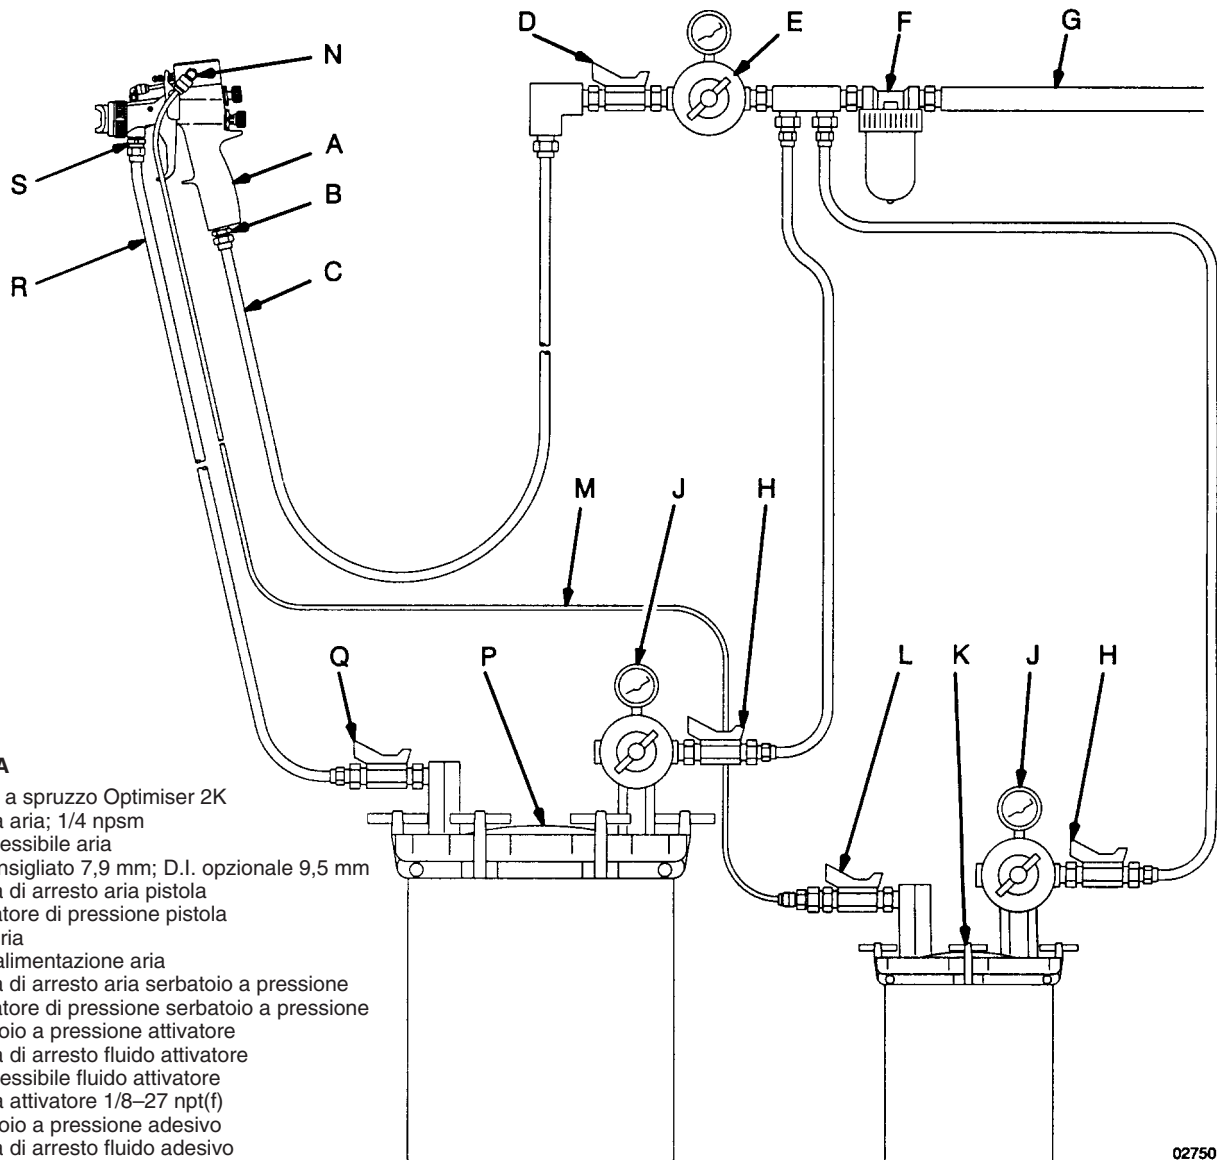 D
E
F
G
N
A
S
B
R
C
M
J
H
Q
P
L
K
J
H
A
a spruzzo Optimiser 2K
aria; 1/4 npsm
essibile aria
nsigliato 7,9 mm; D.I. opzionale 9,5 mm
a di arresto aria pistola
atore di pressione pistola
ria
alimentazione aria
a di arresto aria serbatoio a pressione
atore di pressione serbatoio a pressione
oio a pressione attivatore
a di arresto fluido attivatore
essibile fluido attivatore
a attivatore 1/8–27 npt(f)
oio a pressione adesivo
a di arresto fluido adesivo
02750